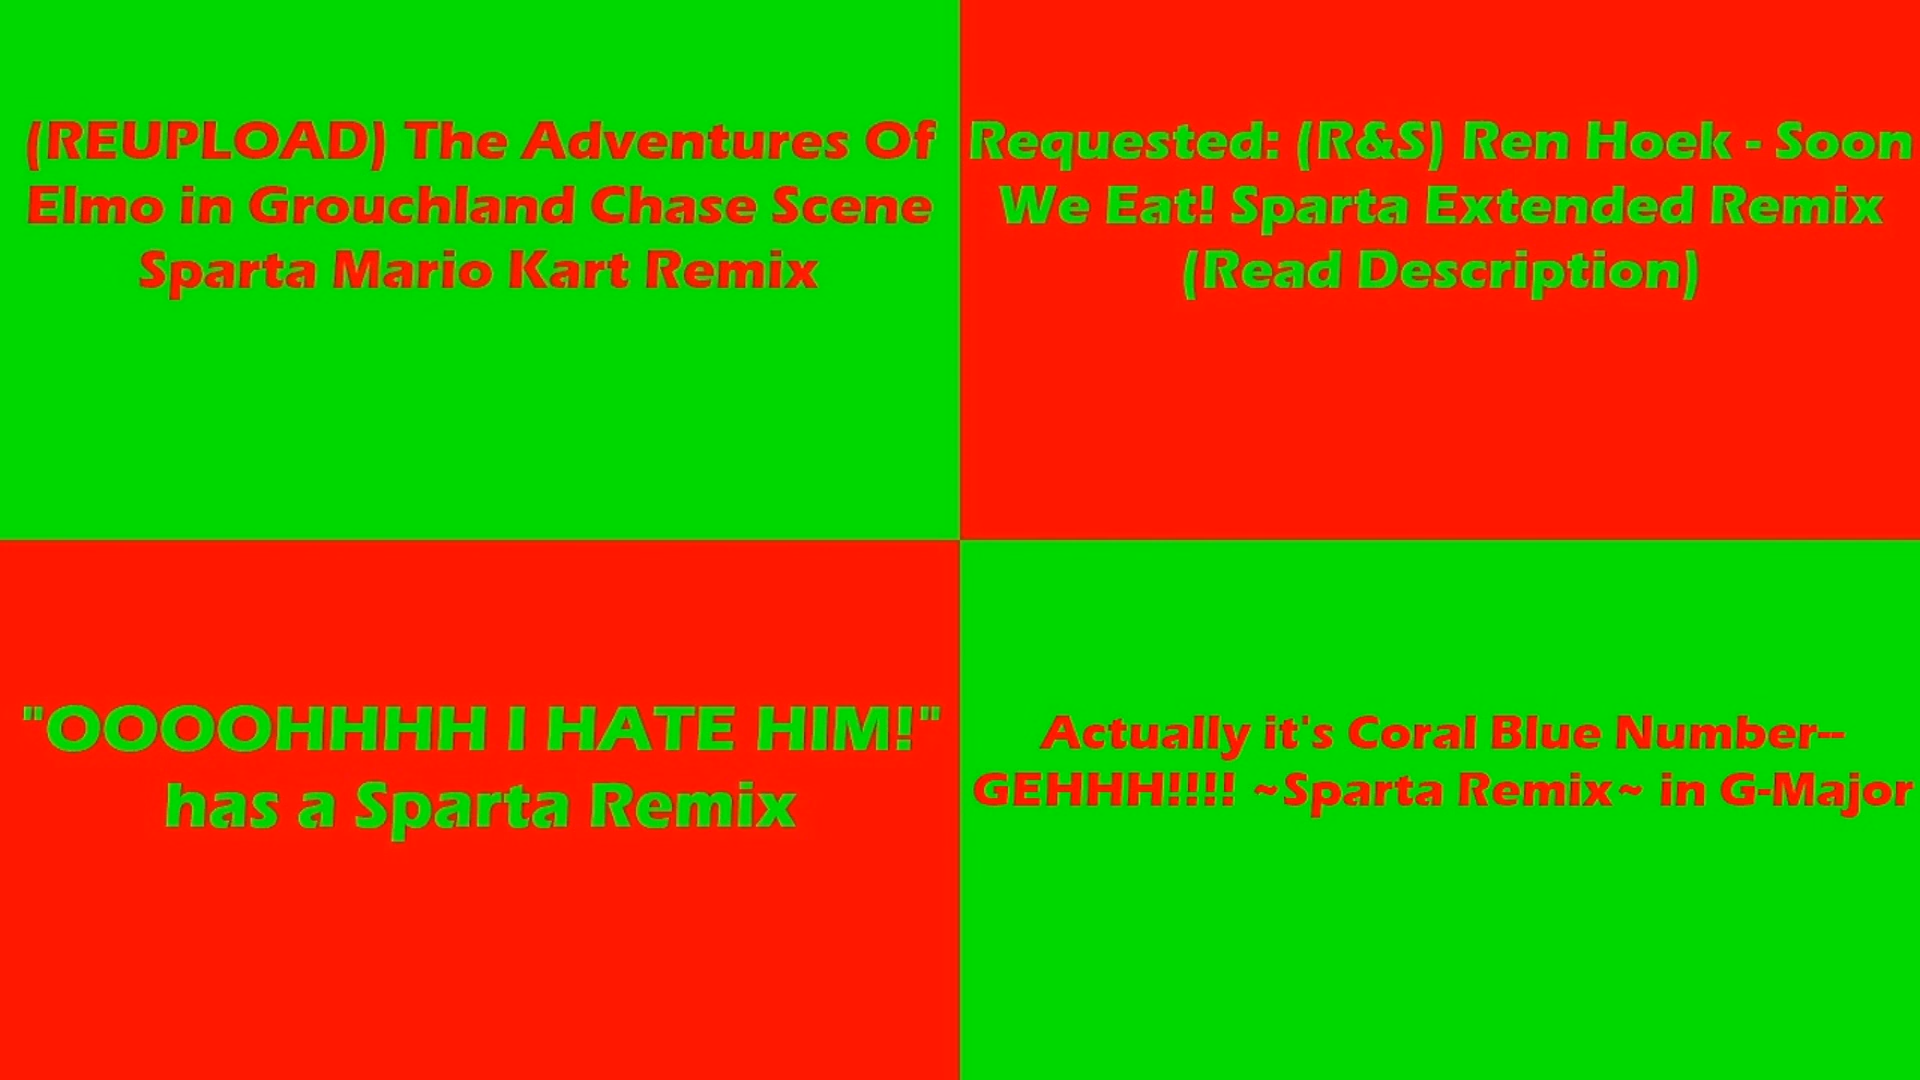 (REUPLOAD) The Adventures Of
Elmo in Grouchland Chase Scene
Sparta Mario Kart Remix
Requested: (R&S) Ren Hoek - Soon
We Eat! Sparta Extended Remix
(Read Description)
"OOOOHHHH I HATE HIM!"
has a Sparta Remix
Actually it's Coral Blue Number--
GEHHH!!!! ~Sparta Remix~ in G-Major